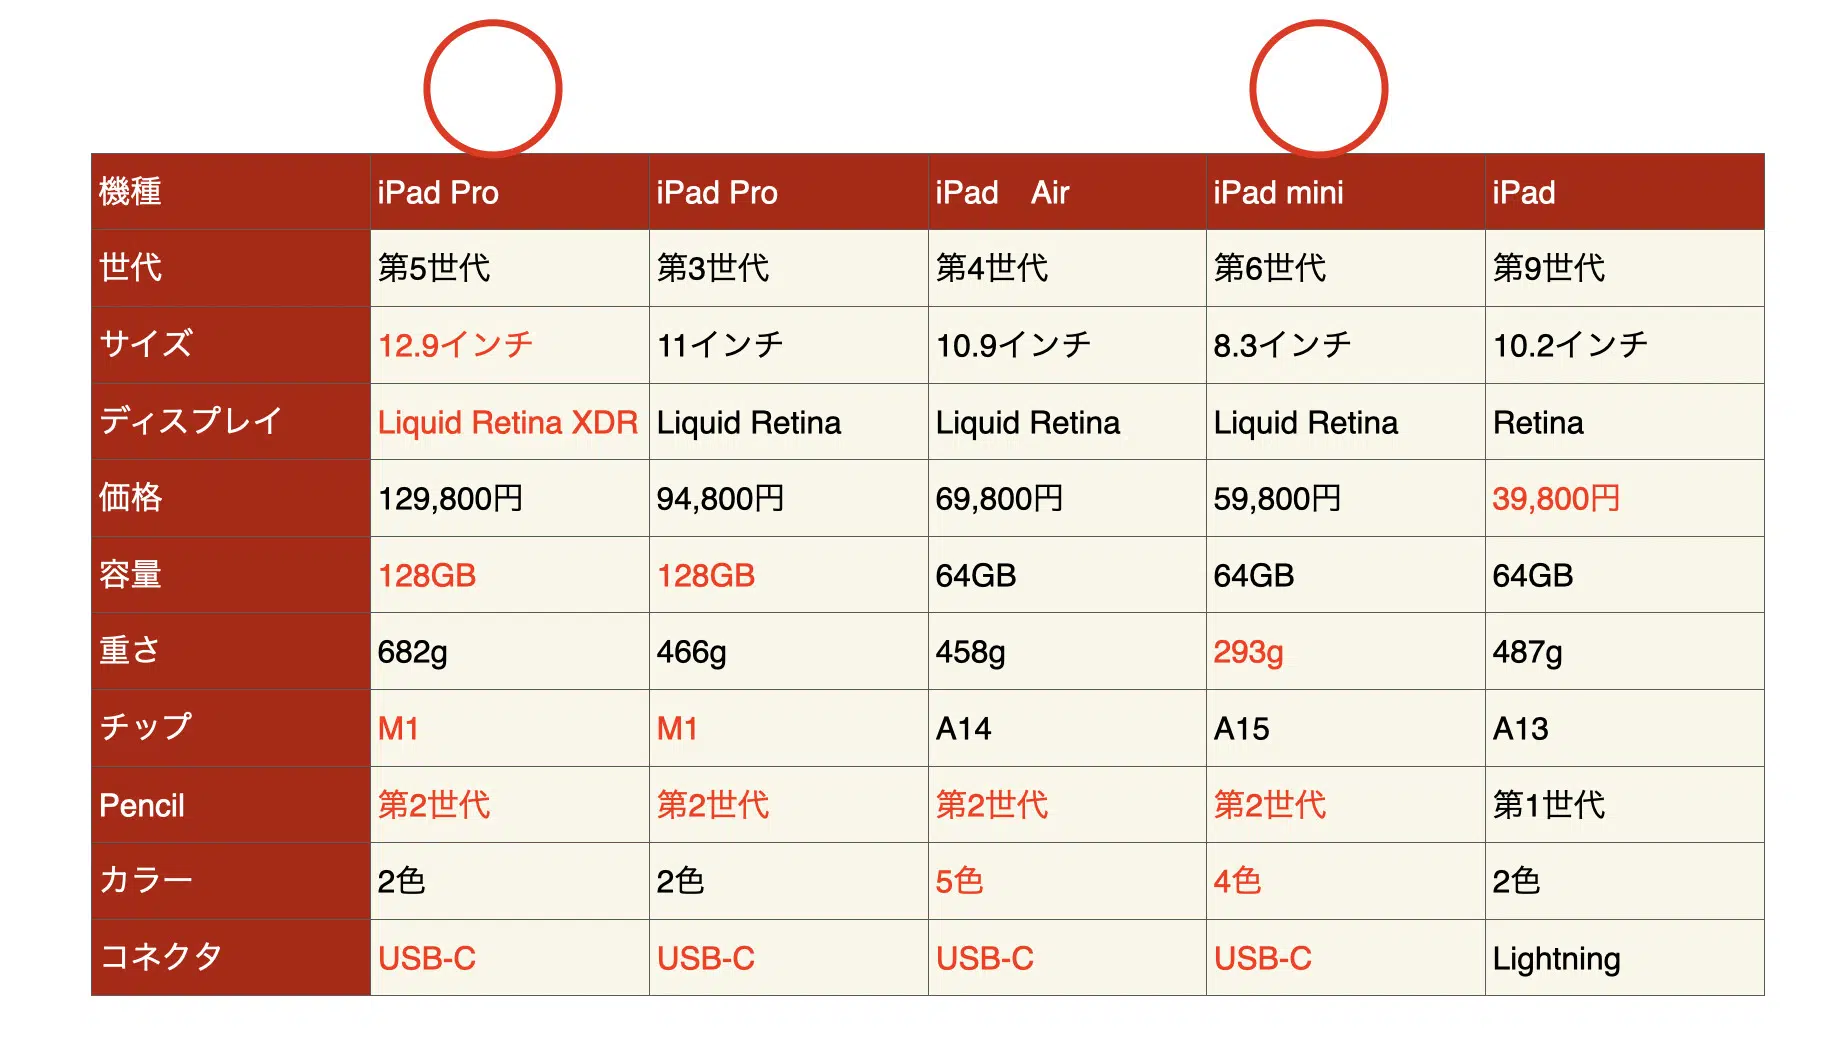 機種 iPad Pro iPad Pro iPad　Air iPad mini iPad
世代 第5世代 第3世代 第4世代 第6世代 第9世代
サイズ 12.9インチ 11インチ 10.9インチ 8.3インチ 10.2インチ
ディスプレイ Liquid Retina XDR Liquid Retina Liquid Retina Liquid Retina Retina
価格 129,800円 94,800円 69,800円 59,800円 39,800円
容量 128GB 128GB 64GB 64GB 64GB
重さ 682g 466g 458g 293g 487g
チップ M1 M1 A14 A15 A13
Pencil 第2世代 第2世代 第2世代 第2世代 第1世代
カラー 2色 2色 5色 4色 2色
コネクタ USB-C USB-C USB-C USB-C Lightning